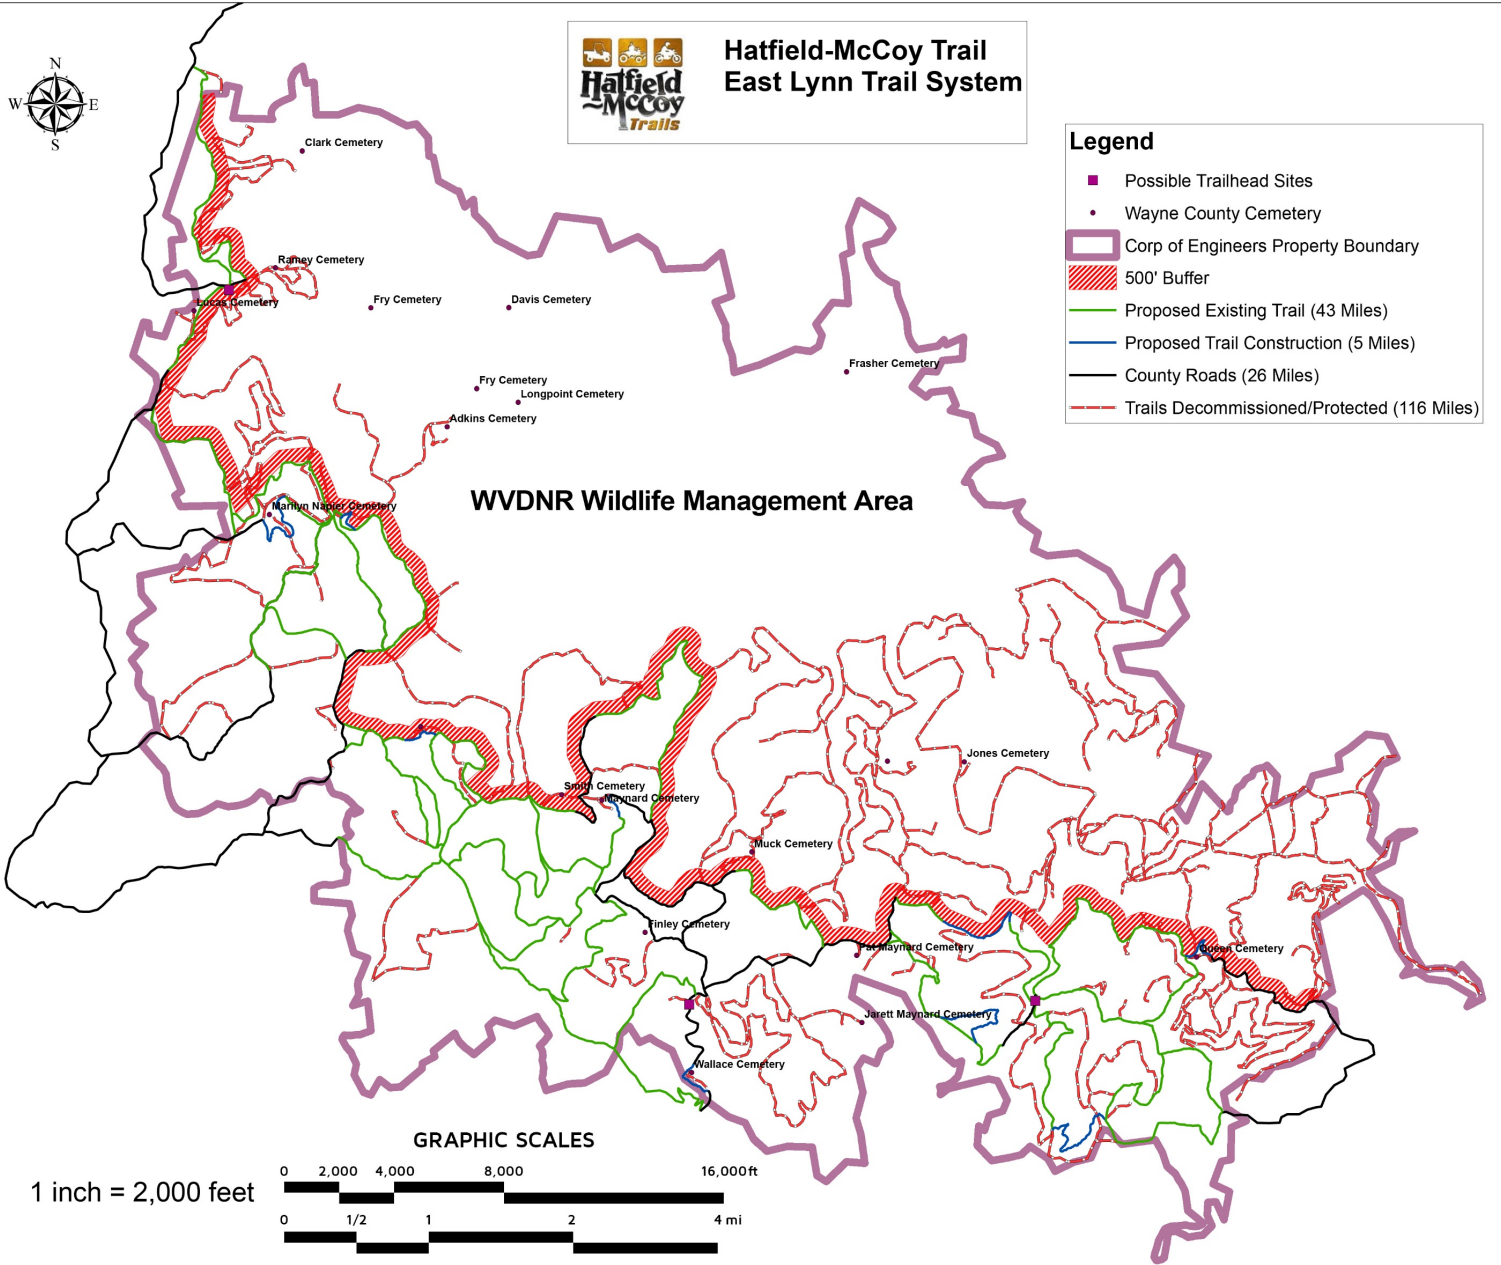 N
W E
S
Hatfield
~McCoy
Trails
Hatfield-McCoy Trail
East Lynn Trail System
Legend
Possible Trailhead Sites
Wayne County Cemetery
Corp of Engineers Property Boundary
500' Buffer
Proposed Existing Trail (43 Miles)
Proposed Trail Construction (5 Miles)
County Roads (26 Miles)
Trails Decommissioned/Protected (116 Miles)
Clark Cemetery
Ramey Cemetery
Lucas Cemetery
Fry Cemetery
Davis Cemetery
Frasher Cemetery
Fry Cemetery
Longpoint Cemetery
Adkins Cemetery
WVDNR Wildlife Management Area
Marilyn Napier Cemetery
Jones Cemetery
Smith Cemetery
Maynard Cemetery
Muck Cemetery
Finley Cemetery
Pat Maynard Cemetery
Queen Cemetery
Jarett Maynard Cemetery
Wallace Cemetery
GRAPHIC SCALES
1 inch = 2,000 feet
0 2,000 4,000 8,000 16,000ft
0 1/2 1 2 4 mi